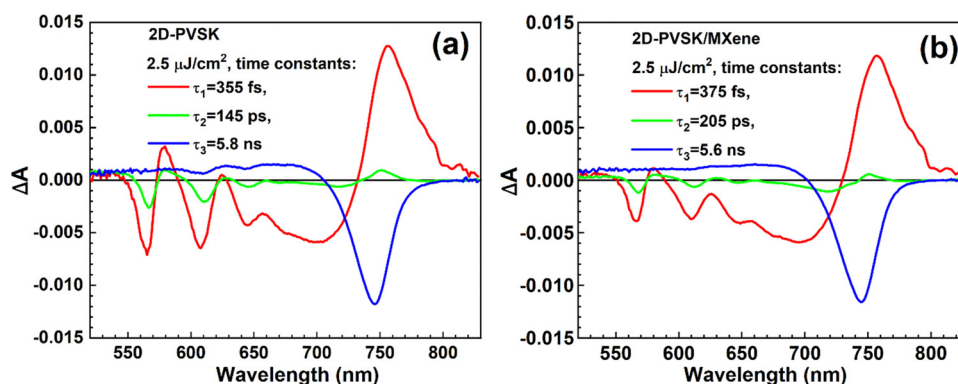 0.015
0.010
0.005
0.000
-0.005
-0.010
-0.015
ΔA
550 600 650 700 750 800
Wavelength (nm)
2D-PVSK
2.5 μJ/cm², time constants:
τ₁=355 fs,
τ₂=145 ps,
τ₃=5.8 ns
(a)
0.015
0.010
0.005
0.000
-0.005
-0.010
-0.015
ΔA
550 600 650 700 750 800
Wavelength (nm)
2D-PVSK/MXene
2.5 μJ/cm², time constants:
τ₁=375 fs,
τ₂=205 ps,
τ₃=5.6 ns
(b)